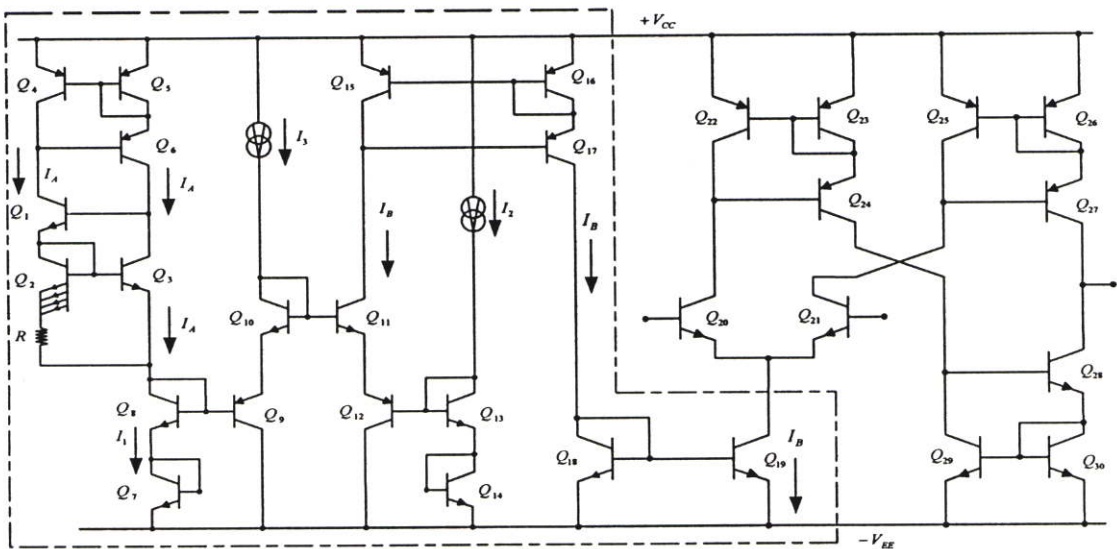 +V_CC
Q_4
Q_5
Q_15
Q_16
Q_22
Q_23
Q_25
Q_26
Q_6
I_3
Q_17
Q_24
Q_27
I_A
I_A
Q_1
I_B
I_2
I_B
Q_2
Q_3
R
I_A
Q_10
Q_11
Q_20
Q_21
Q_8
Q_9
Q_12
Q_13
Q_28
I_1
I_B
Q_18
Q_19
Q_29
Q_30
Q_7
Q_14
−V_EE